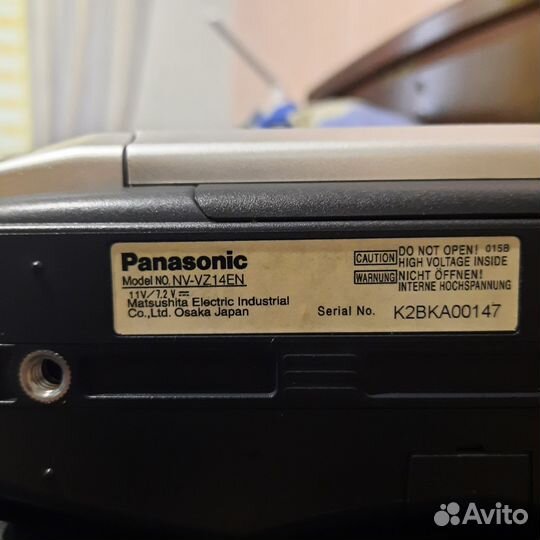 Panasonic
Model NO. NV-VZ14EN
11V/7.2V⎓
Matsushita Electric Industrial
Co.,Ltd. Osaka Japan
CAUTION DO NOT OPEN! 0158
HIGH VOLTAGE INSIDE
WARNUNG NICHT ÖFFNEN!
INTERNE HOCHSPANNUNG
Serial No. K2BKA00147
Avito